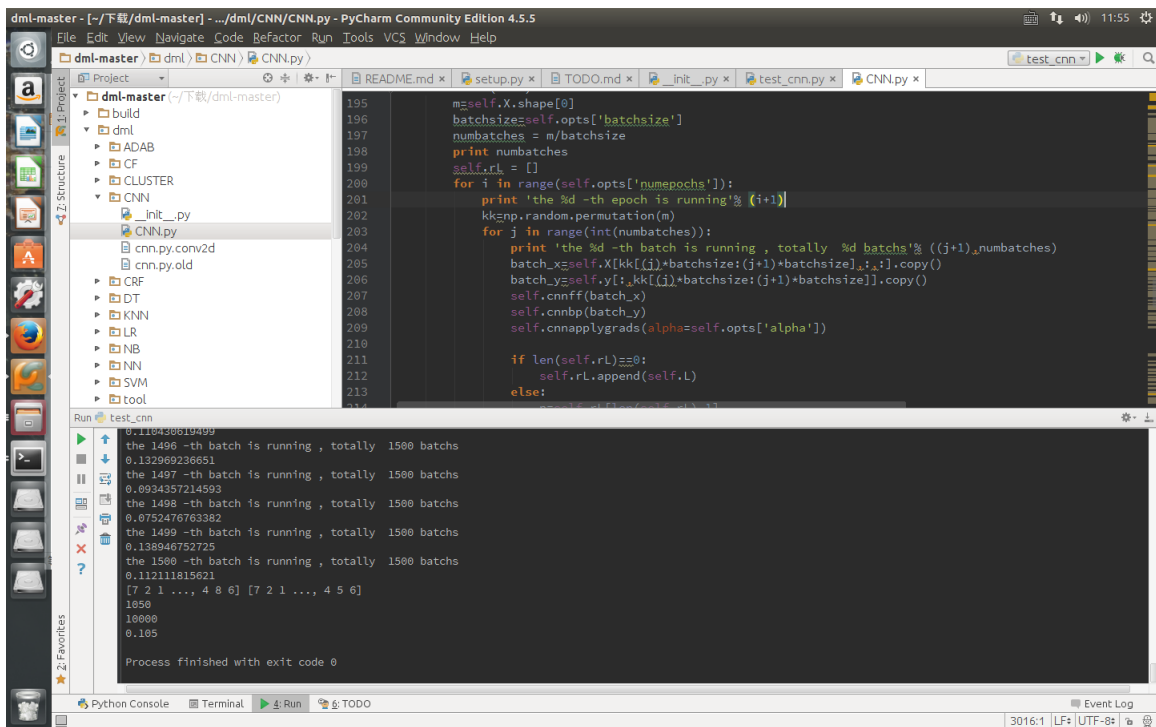 dml-master - [~/下载/dml-master] - .../dml/CNN/CNN.py - PyCharm Community Edition 4.5.5
11:55
File Edit View Navigate Code Refactor Run Tools VCS Window Help
dml-master dml CNN CNN.py
test_cnn
Project
README.md × setup.py × TODO.md × __init__.py × test_cnn.py × CNN.py ×
1: Project
Z: Structure
2: Favorites
dml-master (~/下载/dml-master)
build
dml
ADAB
CF
CLUSTER
CNN
__init__.py
CNN.py
cnn.py.conv2d
cnn.py.old
CRF
DT
KNN
LR
NB
NN
SVM
tool
195 m=self.X.shape[0]
196 batchsize=self.opts['batchsize']
197 numbatches = m/batchsize
198 print numbatches
199 self.rL = []
200 for i in range(self.opts['numepochs']):
201 print 'the %d -th epoch is running'% (i+1)
202 kk=np.random.permutation(m)
203 for j in range(int(numbatches)):
204 print 'the %d -th batch is running , totally  %d batchs'% ((j+1),numbatches)
205 batch_x=self.X[kk[(j)*batchsize:(j+1)*batchsize],:,:].copy()
206 batch_y=self.y[:,kk[(j)*batchsize:(j+1)*batchsize]].copy()
207 self.cnnff(batch_x)
208 self.cnnbp(batch_y)
209 self.cnnapplygrads(alpha=self.opts['alpha'])
210
211 if len(self.rL)==0:
212 self.rL.append(self.L)
213 else:
Run test_cnn
0.110430619499
the 1496 -th batch is running , totally  1500 batchs
0.132969236651
the 1497 -th batch is running , totally  1500 batchs
0.0934357214593
the 1498 -th batch is running , totally  1500 batchs
0.0752476763382
the 1499 -th batch is running , totally  1500 batchs
0.138946752725
the 1500 -th batch is running , totally  1500 batchs
0.112111815621
[7 2 1 ..., 4 8 6] [7 2 1 ..., 4 5 6]
1050
10000
0.105
Process finished with exit code 0
Python Console Terminal 4: Run 6: TODO Event Log
3016:1 LF UTF-8